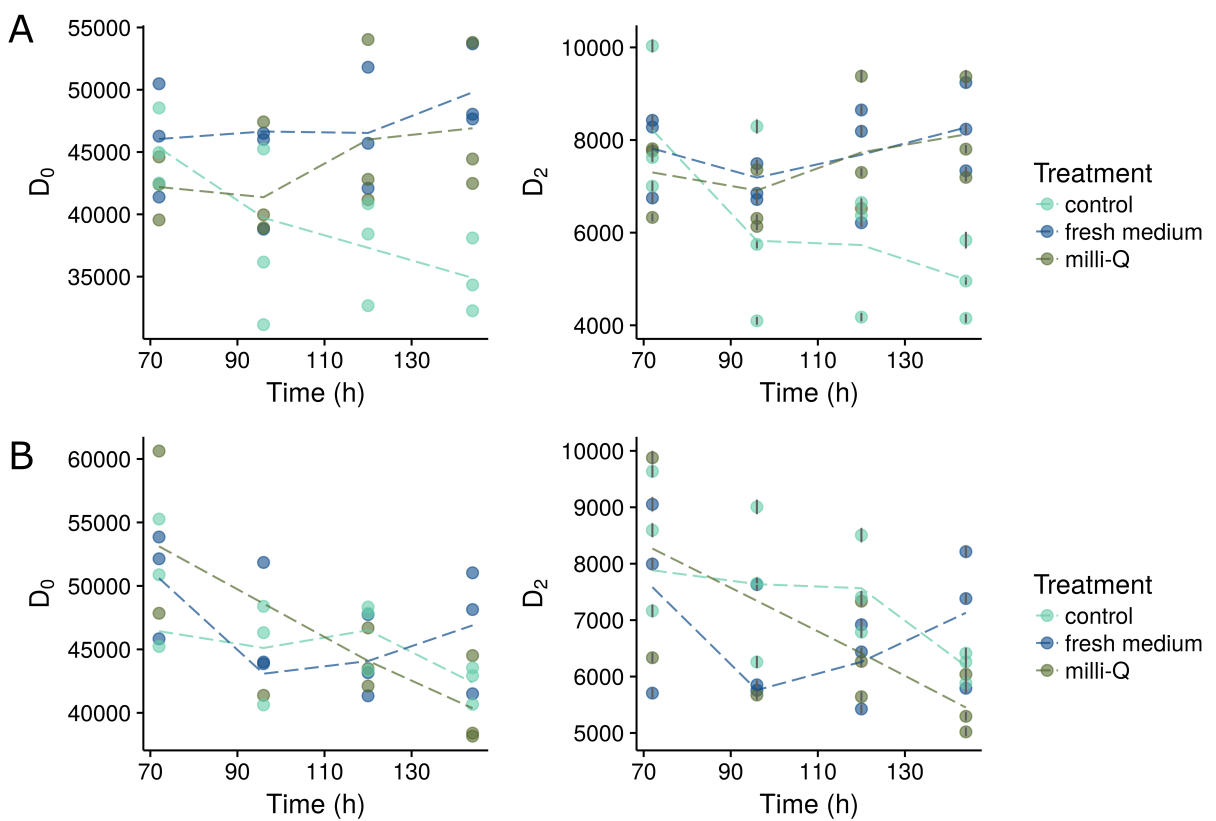 A
D0
55000
50000
45000
40000
35000
70 90 110 130
Time (h)
D2
10000
8000
6000
4000
70 90 110 130
Time (h)
Treatment
control
fresh medium
milli-Q
B
D0
60000
55000
50000
45000
40000
70 90 110 130
Time (h)
D2
10000
9000
8000
7000
6000
5000
70 90 110 130
Time (h)
Treatment
control
fresh medium
milli-Q